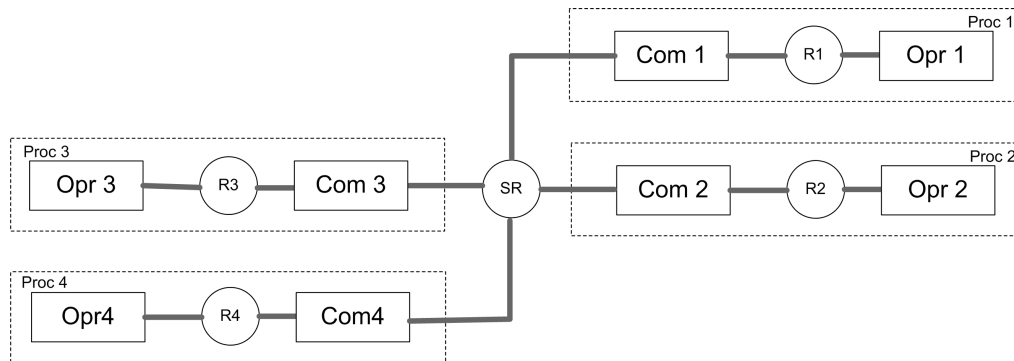 Proc 1
Com 1
R1
Opr 1
Proc 3
Opr 3
R3
Com 3
SR
Proc 2
Com 2
R2
Opr 2
Proc 4
Opr4
R4
Com4